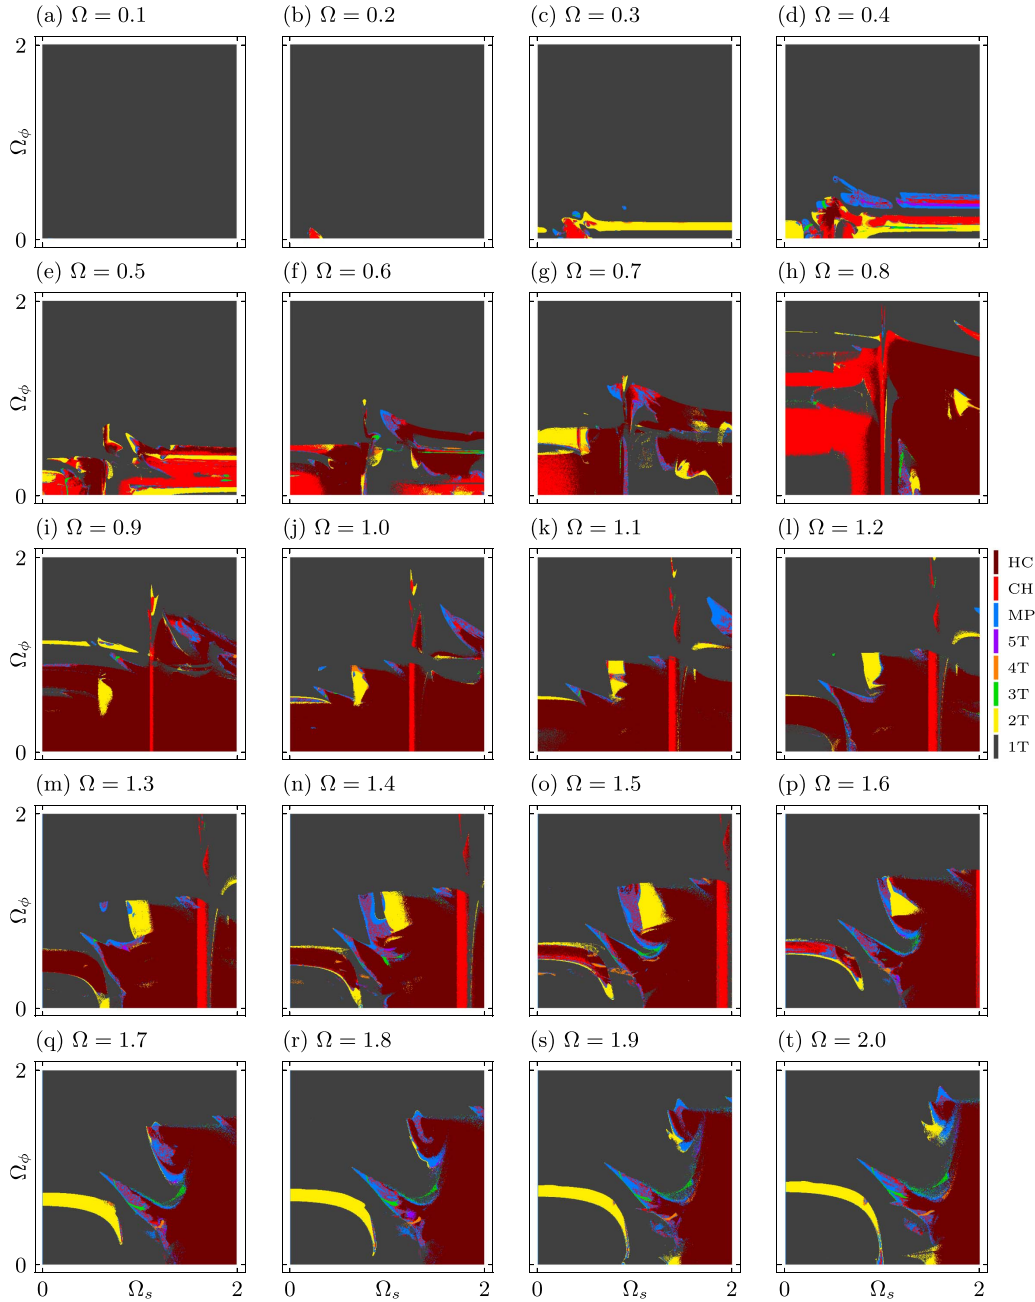 (a) Ω = 0.1 (b) Ω = 0.2 (c) Ω = 0.3 (d) Ω = 0.4
2
Ω_ϕ
0
(e) Ω = 0.5 (f) Ω = 0.6 (g) Ω = 0.7 (h) Ω = 0.8
2
Ω_ϕ
0
(i) Ω = 0.9 (j) Ω = 1.0 (k) Ω = 1.1 (l) Ω = 1.2
2
Ω_ϕ
0
HC
CH
MP
5T
4T
3T
2T
1T
(m) Ω = 1.3 (n) Ω = 1.4 (o) Ω = 1.5 (p) Ω = 1.6
2
Ω_ϕ
0
(q) Ω = 1.7 (r) Ω = 1.8 (s) Ω = 1.9 (t) Ω = 2.0
2
Ω_ϕ
0
0 Ω_s 2 0 Ω_s 2 0 Ω_s 2 0 Ω_s 2